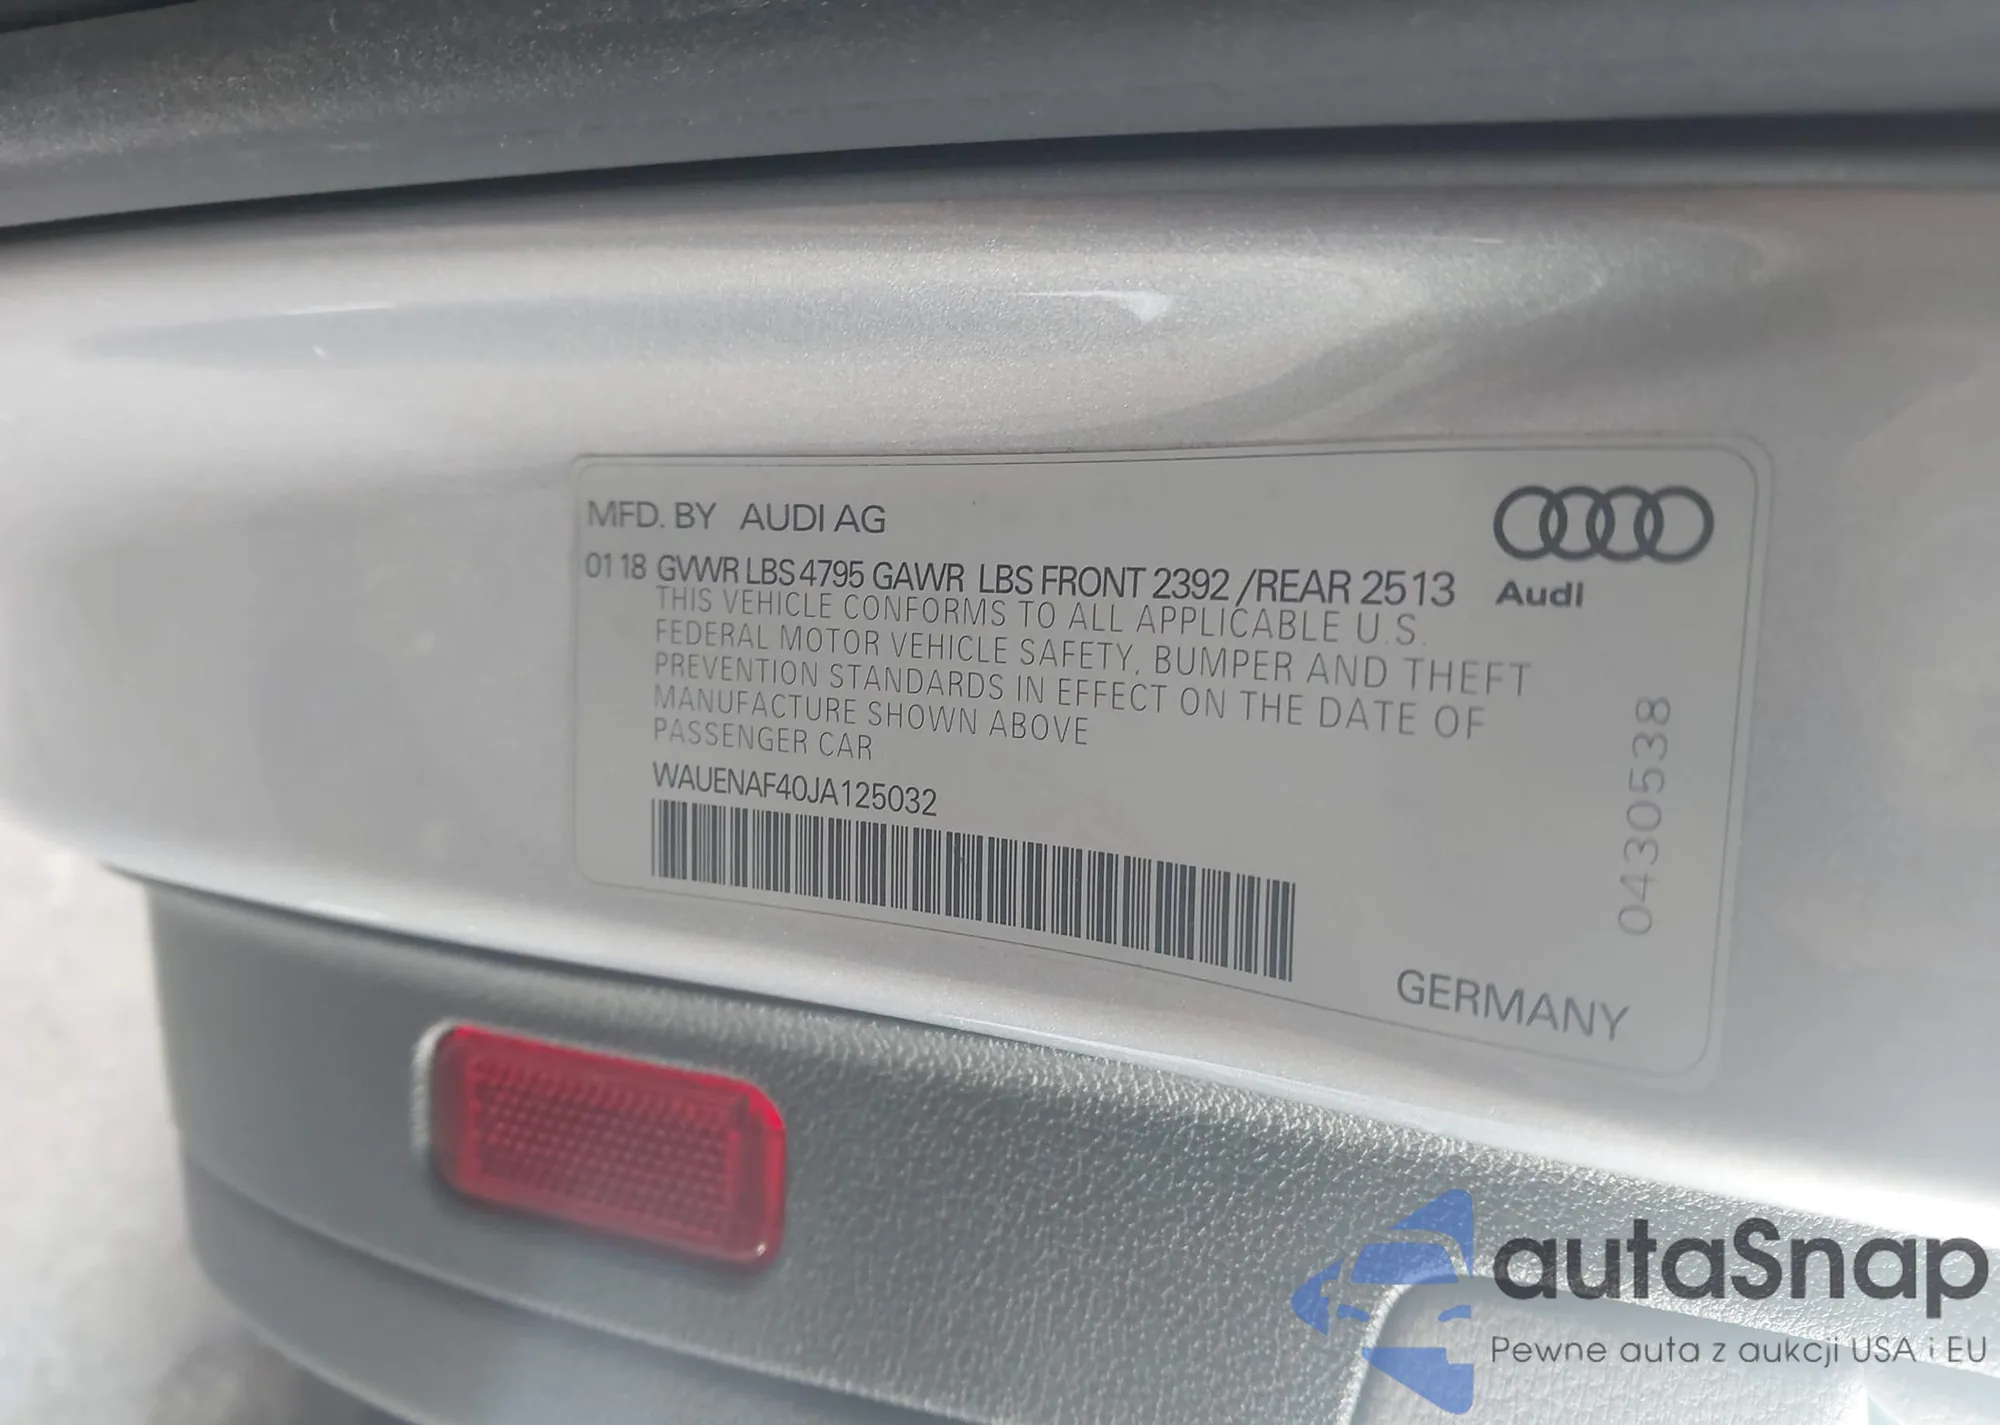 MFD. BY AUDI AG
01 18 GVWR LBS 4795 GAWR LBS FRONT 2392 /REAR 2513
THIS VEHICLE CONFORMS TO ALL APPLICABLE U.S.
FEDERAL MOTOR VEHICLE SAFETY, BUMPER AND THEFT
PREVENTION STANDARDS IN EFFECT ON THE DATE OF
MANUFACTURE SHOWN ABOVE
PASSENGER CAR
WAUENAF40JA125032
Audi
0430538
GERMANY
autaSnap
Pewne auta z aukcji USA i EU